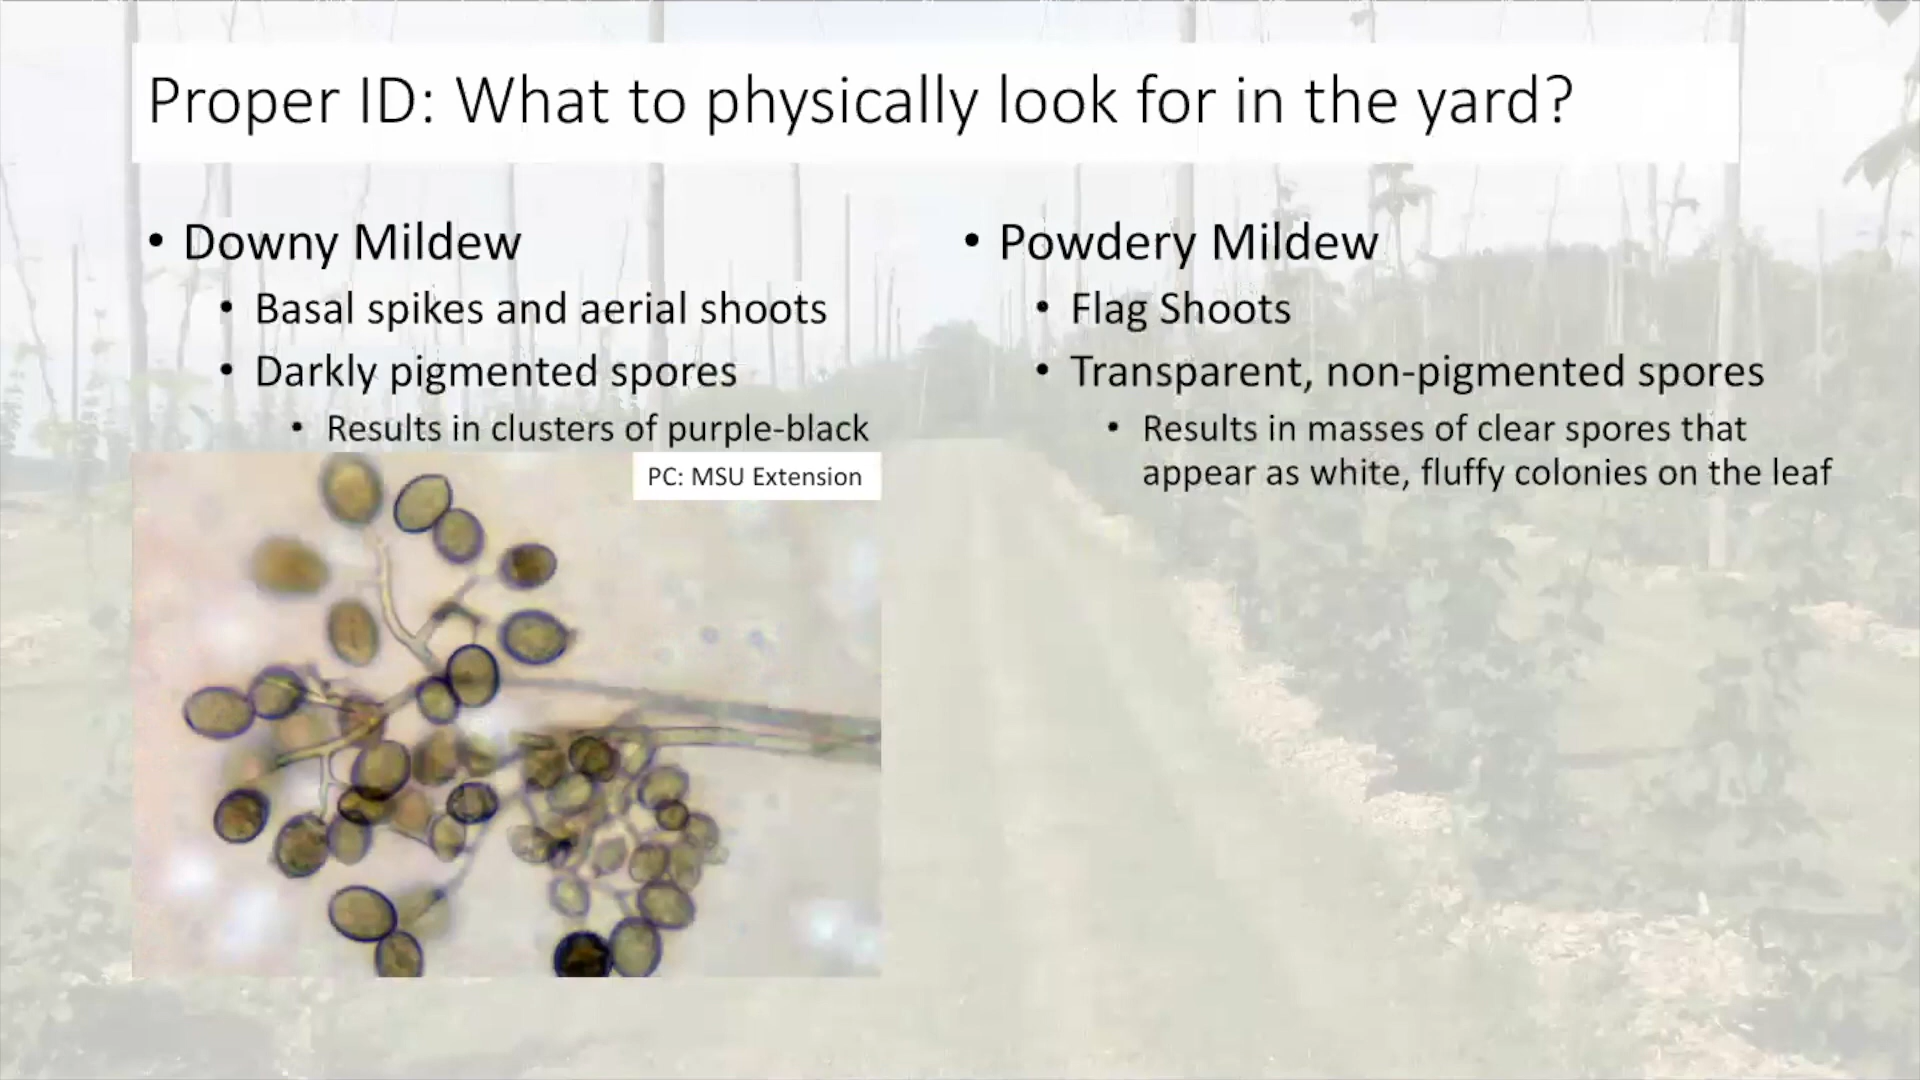 Proper ID: What to physically look for in the yard?
• Downy Mildew
• Basal spikes and aerial shoots
• Darkly pigmented spores
• Results in clusters of purple-black
PC: MSU Extension
• Powdery Mildew
• Flag Shoots
• Transparent, non-pigmented spores
• Results in masses of clear spores that
appear as white, fluffy colonies on the leaf